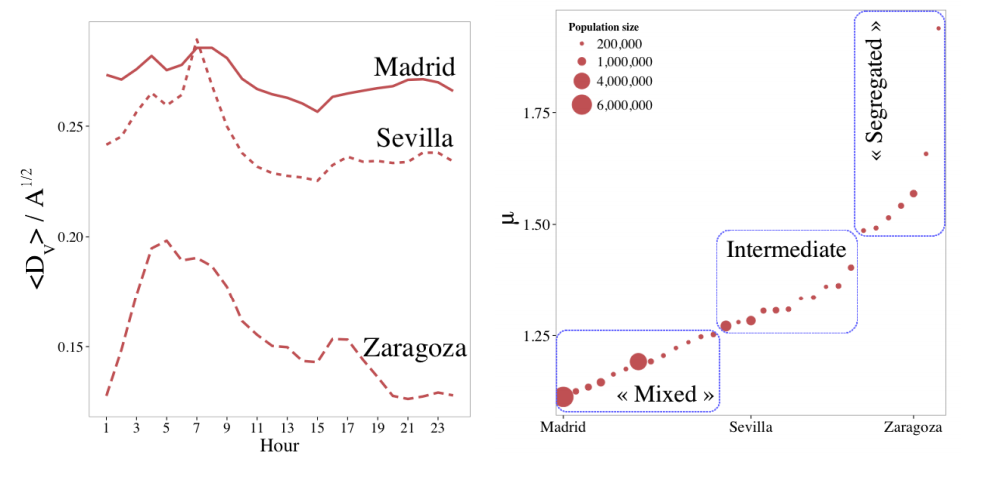 <D_V> / A^1/2
0.25
0.20
0.15
Madrid
Sevilla
Zaragoza
1 3 5 7 9 11 13 15 17 19 21 23
Hour
μ
1.75
1.50
1.25
Population size
200,000
1,000,000
4,000,000
6,000,000
« Segregated »
Intermediate
« Mixed »
Madrid Sevilla Zaragoza